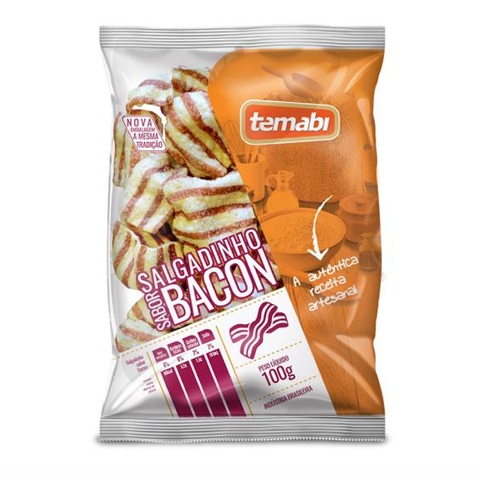 temabi
NOVA
EMBALAGEM
A MESMA
TRADIÇÃO
SALGADINHO
SABOR
BACON
A autêntica
receita
artesanal
PESO LÍQUIDO
100g
INDÚSTRIA BRASILEIRA